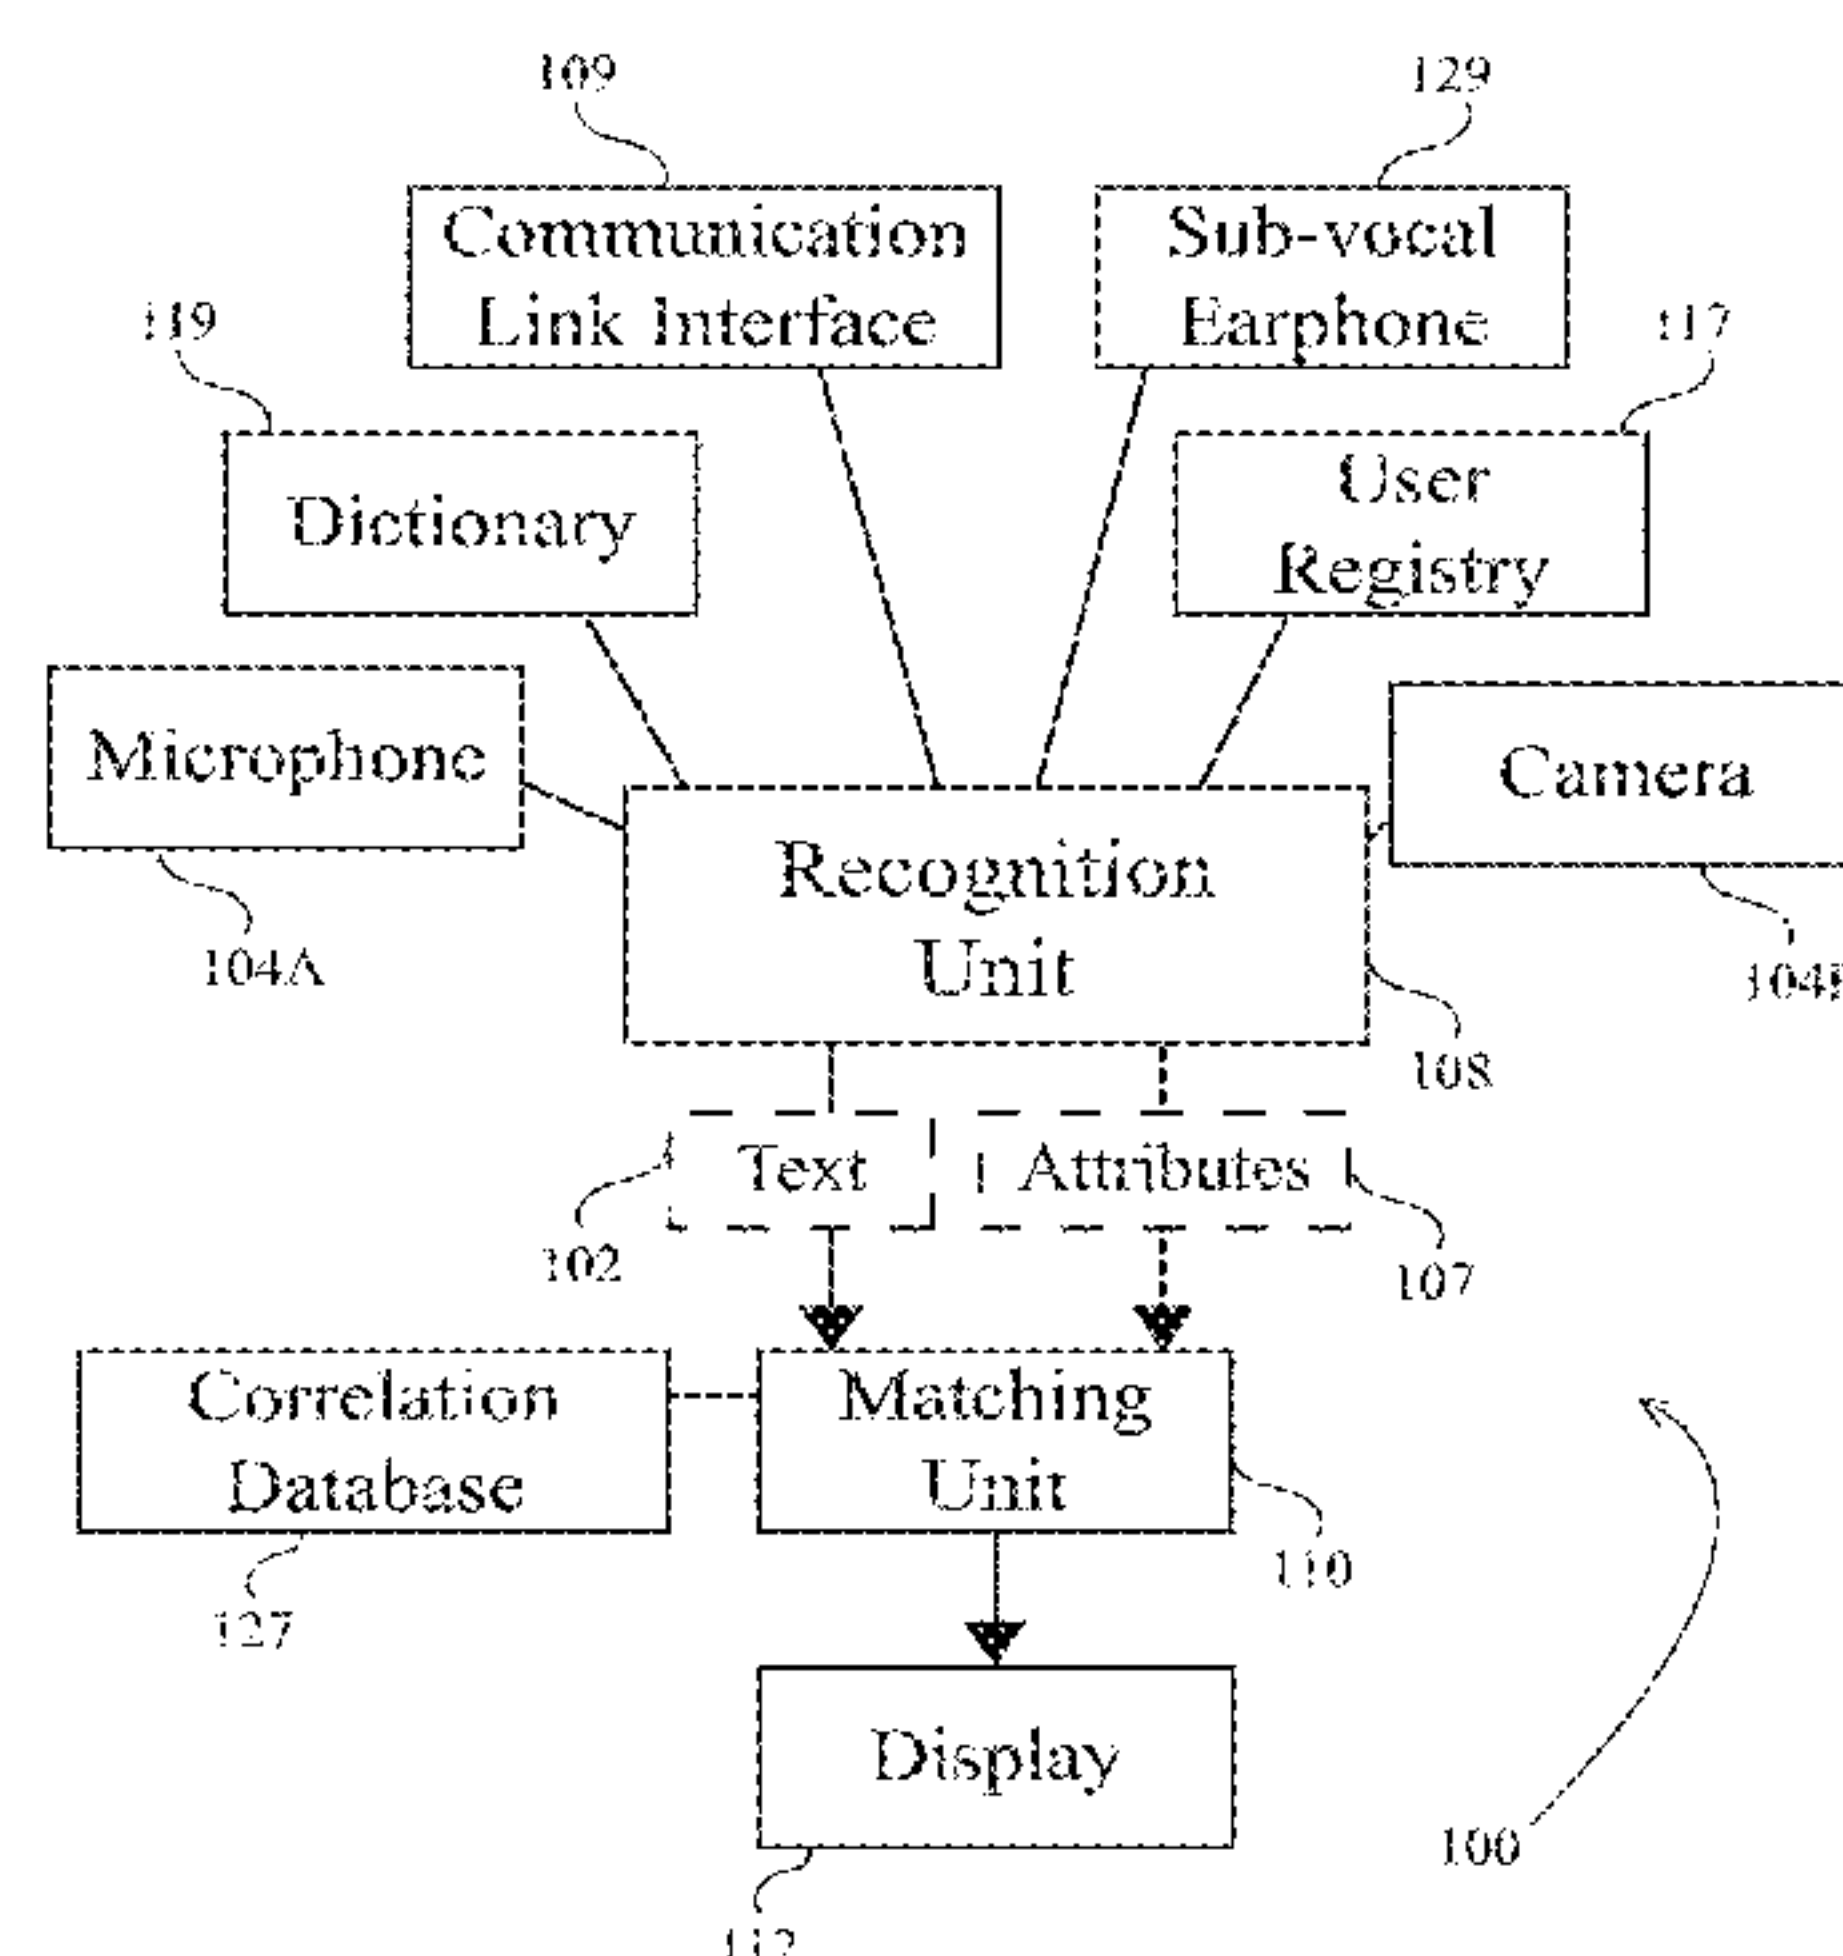 109
129
Communication
Link Interface
Sub-vocal
Earphone
119
117
Dictionary
User
Registry
Microphone
Camera
Recognition
Unit
104A
108
Text
Attributes
102
107
Correlation
Database
Matching
Unit
110
127
Display
100
112